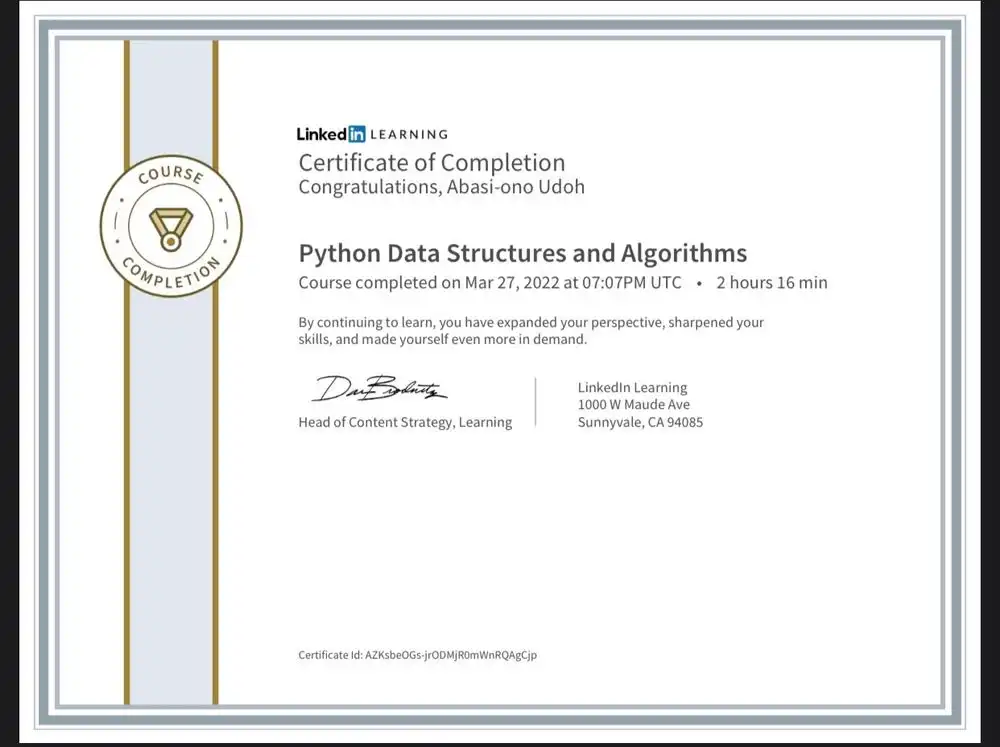 LinkedIn LEARNING
Certificate of Completion
Congratulations, Abasi-ono Udoh
COURSE
COMPLETION
Python Data Structures and Algorithms
Course completed on Mar 27, 2022 at 07:07PM UTC • 2 hours 16 min
By continuing to learn, you have expanded your perspective, sharpened your
skills, and made yourself even more in demand.
Head of Content Strategy, Learning
LinkedIn Learning
1000 W Maude Ave
Sunnyvale, CA 94085
Certificate Id: AZKsbeOGs-jrODMjR0mWnRQAgCjp